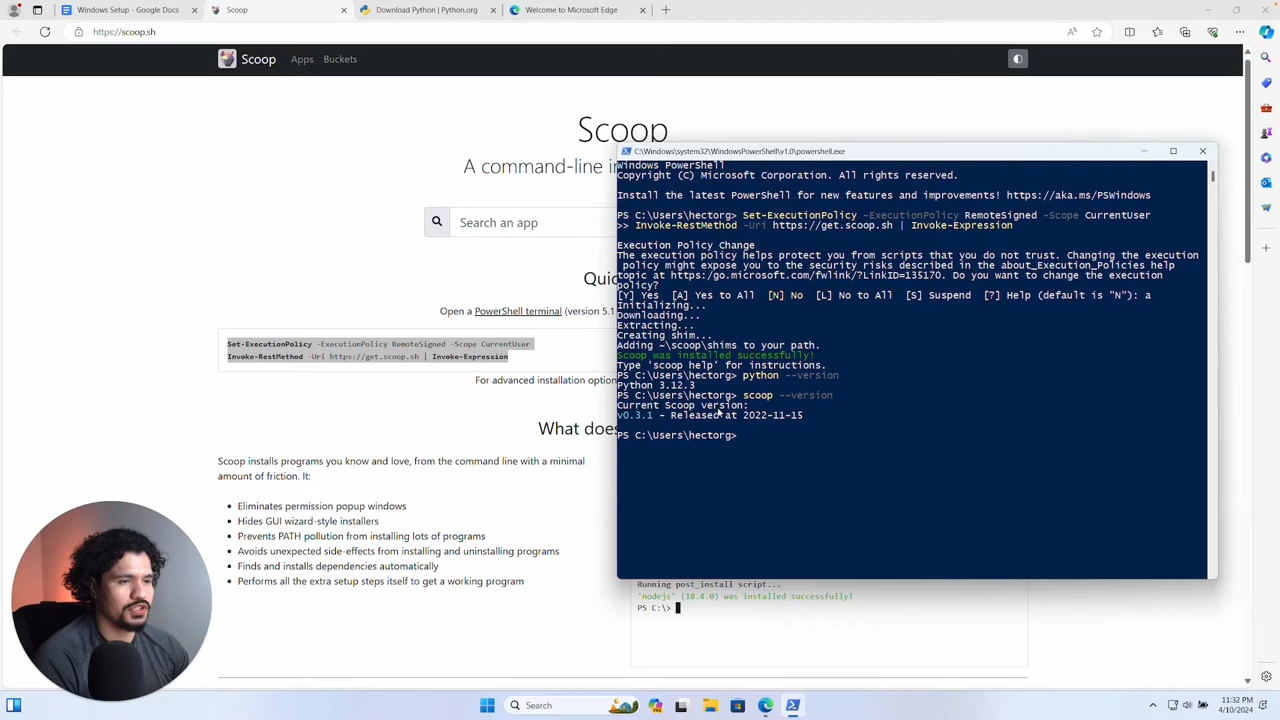 Windows Setup - Google Docs
Scoop
Download Python | Python.org
Welcome to Microsoft Edge
https://scoop.sh
Scoop
Apps
Buckets
Scoop
A command-line in
Search an app
Quic
Open a PowerShell terminal (version 5.1
Set-ExecutionPolicy -ExecutionPolicy RemoteSigned -Scope CurrentUser
Invoke-RestMethod -Uri https://get.scoop.sh | Invoke-Expression
For advanced installation option
What does
Scoop installs programs you know and love, from the command line with a minimal
amount of friction. It:
Eliminates permission popup windows
Hides GUI wizard-style installers
Prevents PATH pollution from installing lots of programs
Avoids unexpected side-effects from installing and uninstalling programs
Finds and installs dependencies automatically
Performs all the extra setup steps itself to get a working program
C:\Windows\system32\WindowsPowerShell\v1.0\powershell.exe
Windows PowerShell
Copyright (C) Microsoft Corporation. All rights reserved.
Install the latest PowerShell for new features and improvements! https://aka.ms/PSWindows
PS C:\Users\hectorg> Set-ExecutionPolicy -ExecutionPolicy RemoteSigned -Scope CurrentUser
>> Invoke-RestMethod -Uri https://get.scoop.sh | Invoke-Expression
Execution Policy Change
The execution policy helps protect you from scripts that you do not trust. Changing the execution
policy might expose you to the security risks described in the about_Execution_Policies help
topic at https:/go.microsoft.com/fwlink/?LinkID=135170. Do you want to change the execution
policy?
[Y] Yes [A] Yes to All [N] No [L] No to All [S] Suspend [?] Help (default is "N"): a
Initializing...
Downloading...
Extracting...
Creating shim...
Adding ~\scoop\shims to your path.
Scoop was installed successfully!
Type 'scoop help' for instructions.
PS C:\Users\hectorg> python --version
Python 3.12.3
PS C:\Users\hectorg> scoop --version
Current Scoop version:
v0.3.1 - Released at 2022-11-15
PS C:\Users\hectorg>
Running post_install script...
'nodejs' (18.4.0) was installed successfully!
PS C:\>
Search
11:32 PM
4/10/2024